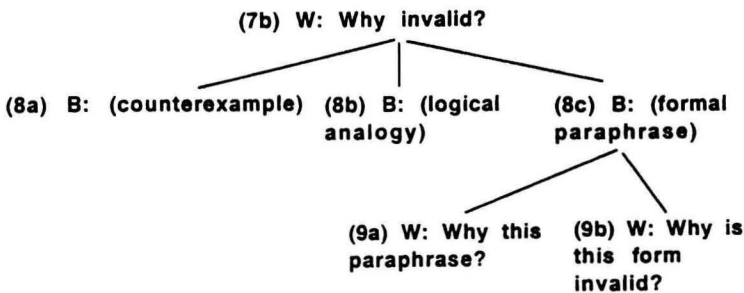 (7b) W: Why invalid?
(8a) B: (counterexample)
(8b) B: (logical
analogy)
(8c) B: (formal
paraphrase)
(9a) W: Why this
paraphrase?
(9b) W: Why is
this form
invalid?